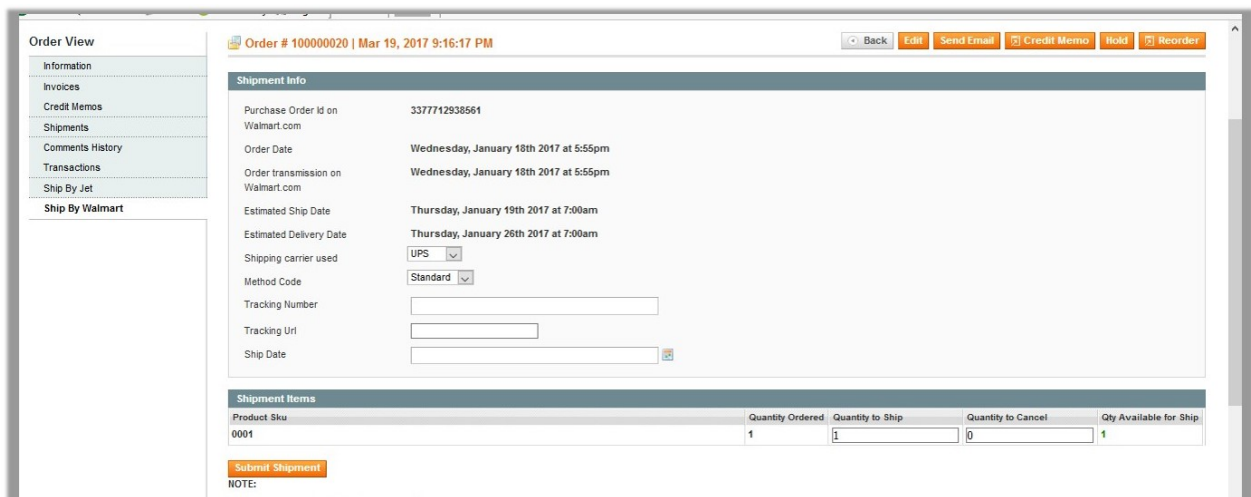 Order View
Information
Invoices
Credit Memos
Shipments
Comments History
Transactions
Ship By Jet
Ship By Walmart
Order # 100000020 | Mar 19, 2017 9:16:17 PM
Back Edit Send Email Credit Memo Hold Reorder
Shipment Info
Purchase Order Id on
Walmart.com
3377712938561
Order Date Wednesday, January 18th 2017 at 5:55pm
Order transmission on
Walmart.com
Wednesday, January 18th 2017 at 5:55pm
Estimated Ship Date Thursday, January 19th 2017 at 7:00am
Estimated Delivery Date Thursday, January 26th 2017 at 7:00am
Shipping carrier used UPS
Method Code Standard
Tracking Number
Tracking Url
Ship Date
Shipment Items
Product Sku Quantity Ordered Quantity to Ship Quantity to Cancel Qty Available for Ship
0001 1 1 0 1
Submit Shipment
NOTE: